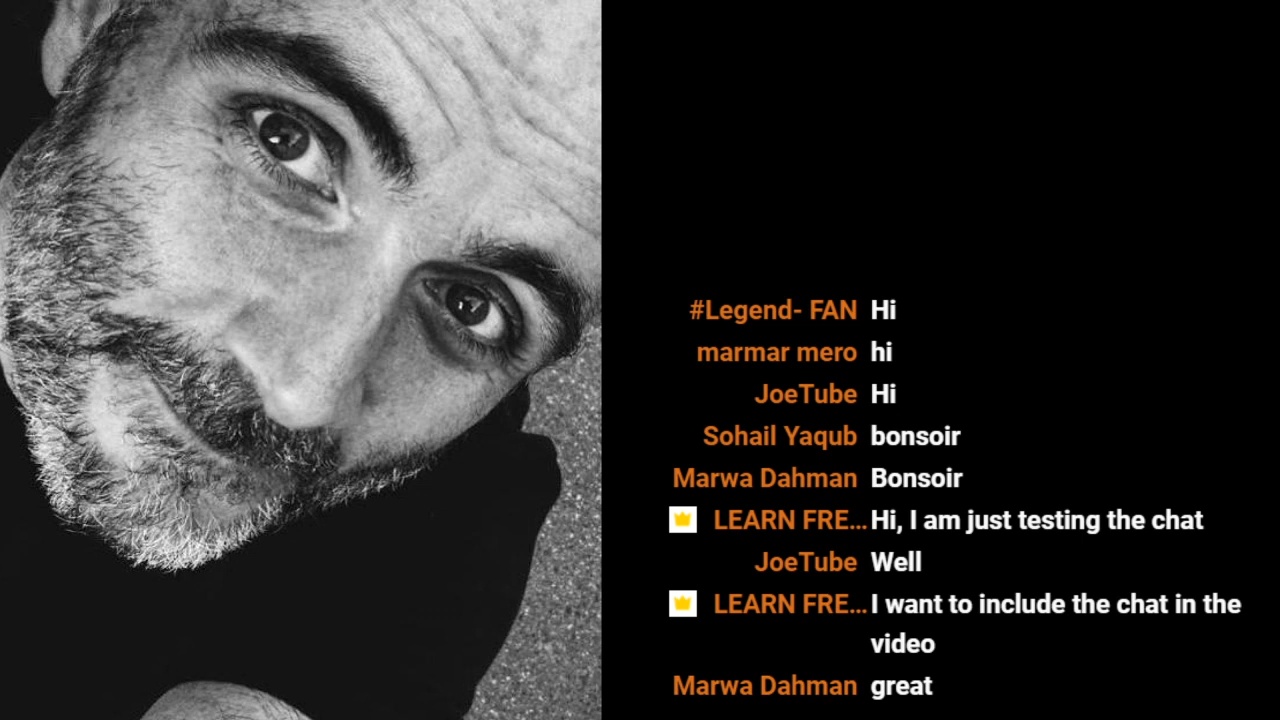 #Legend- FAN Hi
marmar mero hi
JoeTube Hi
Sohail Yaqub bonsoir
Marwa Dahman Bonsoir
LEARN FRE... Hi, I am just testing the chat
JoeTube Well
LEARN FRE... I want to include the chat in the
video
Marwa Dahman great